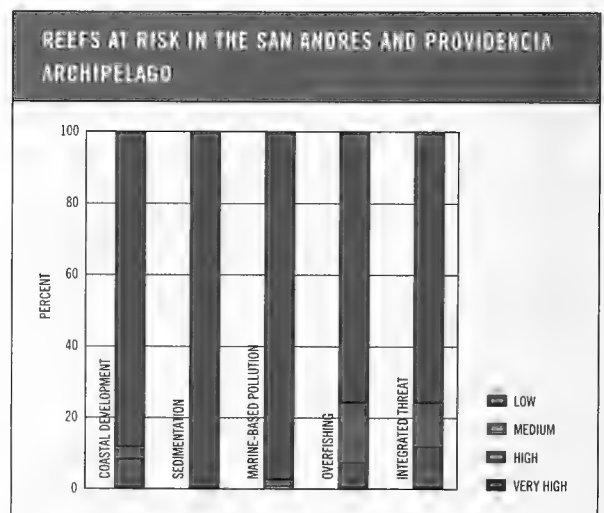 REEFS AT RISK IN THE SAN ANDRES AND PROVIDENCIA
ARCHIPELAGO
100
80
60
40
20
0
PERCENT
COASTAL DEVELOPMENT
SEDIMENTATION
MARINE-BASED POLLUTION
OVERFISHING
INTEGRATED THREAT
LOW
MEDIUM
HIGH
VERY HIGH